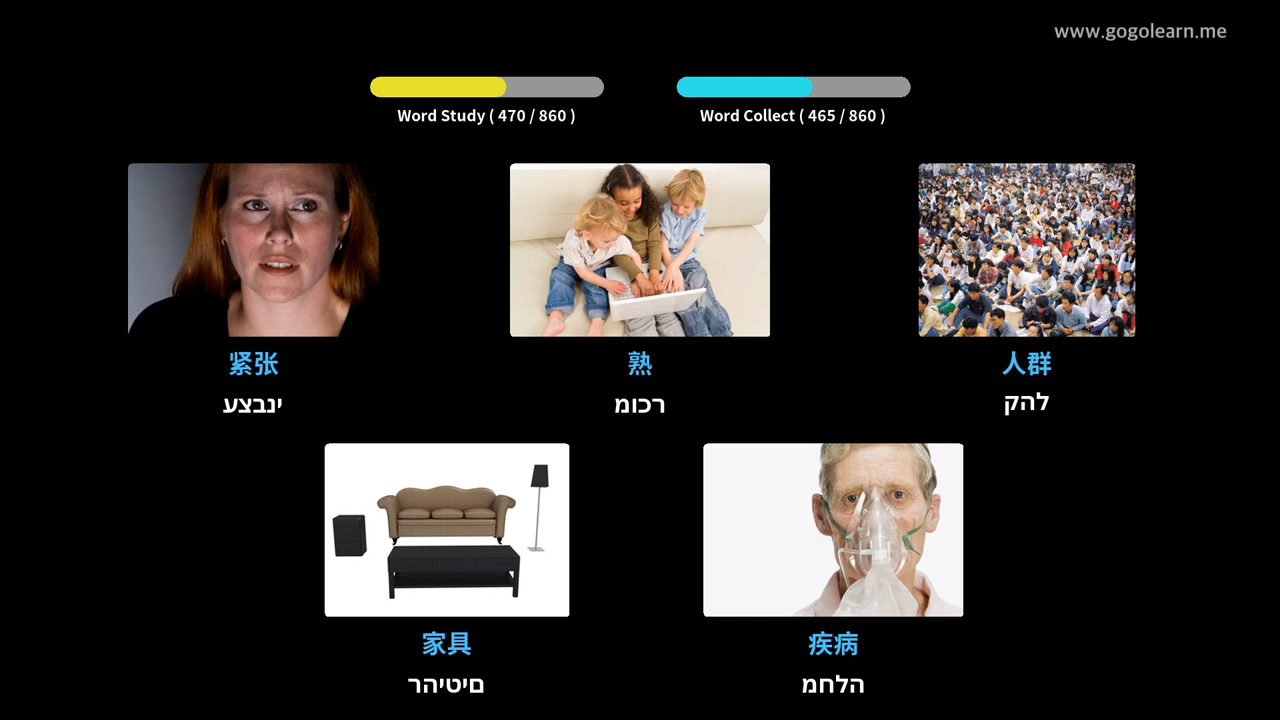 www.gogolearn.me
Word Study ( 470 / 860 )
Word Collect ( 465 / 860 )
紧张
ינבצע
熟
רכומ
人群
להק
家具
םיטיהר
疾病
הלחמ